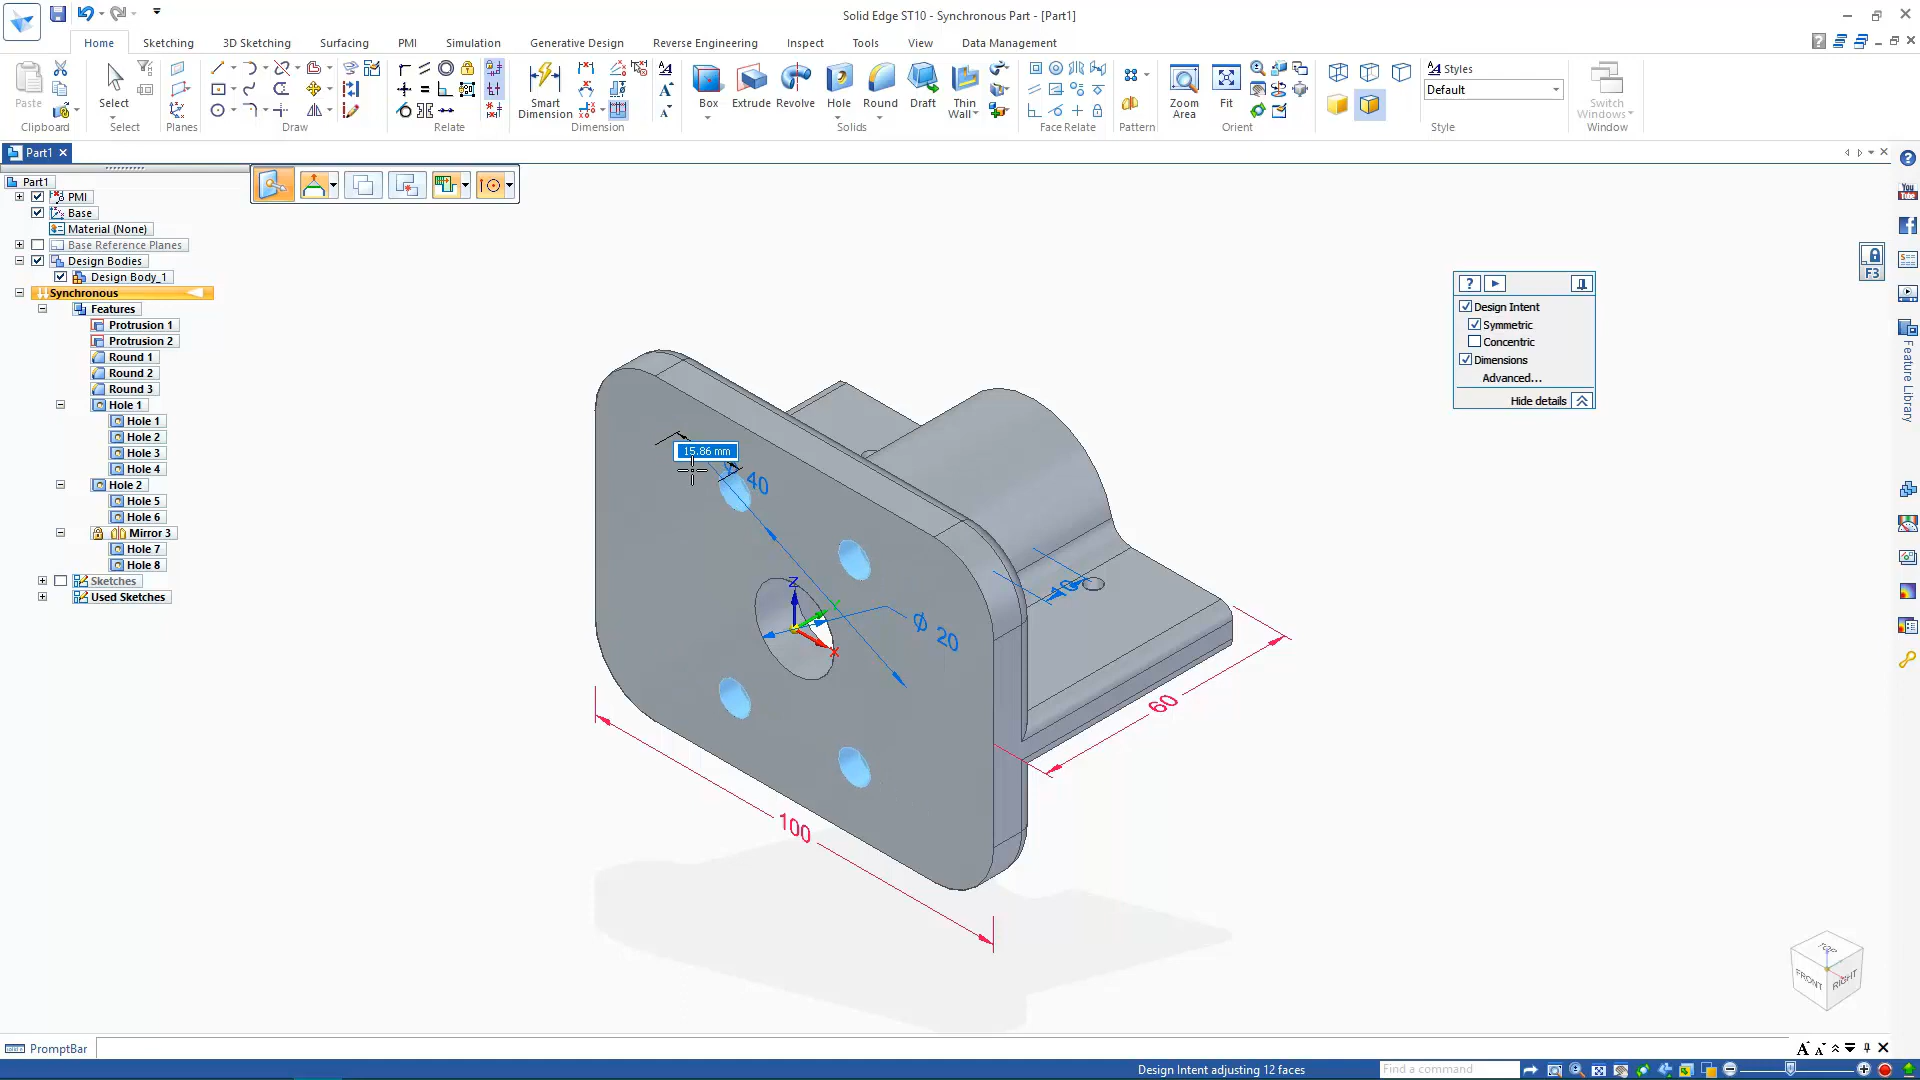 Solid Edge ST10 - Synchronous Part - [Part1]
Home
Sketching
3D Sketching
Surfacing
PMI
Simulation
Generative Design
Reverse Engineering
Inspect
Tools
View
Data Management
Paste
Select
Smart Dimension
Box
Extrude
Revolve
Hole
Round
Draft
Thin Wall
Zoom Area
Fit
Styles
Default
Switch Windows
Clipboard
Select
Planes
Draw
Relate
Dimension
Solids
Face Relate
Pattern
Orient
Style
Window
Part1
Part1
PMI
Base
Material (None)
Base Reference Planes
Design Bodies
Design Body_1
Synchronous
Features
Protrusion 1
Protrusion 2
Round 1
Round 2
Round 3
Hole 1
Hole 1
Hole 2
Hole 3
Hole 4
Hole 2
Hole 5
Hole 6
Mirror 3
Hole 7
Hole 8
Sketches
Used Sketches
Design Intent
Symmetric
Concentric
Dimensions
Advanced...
Hide details
F3
You Tube
Feature Library
15.86 mm
40
Z
Y
X
Φ 20
10
60
100
TOP
FRONT
RIGHT
PromptBar
Design Intent adjusting 12 faces
Find a command